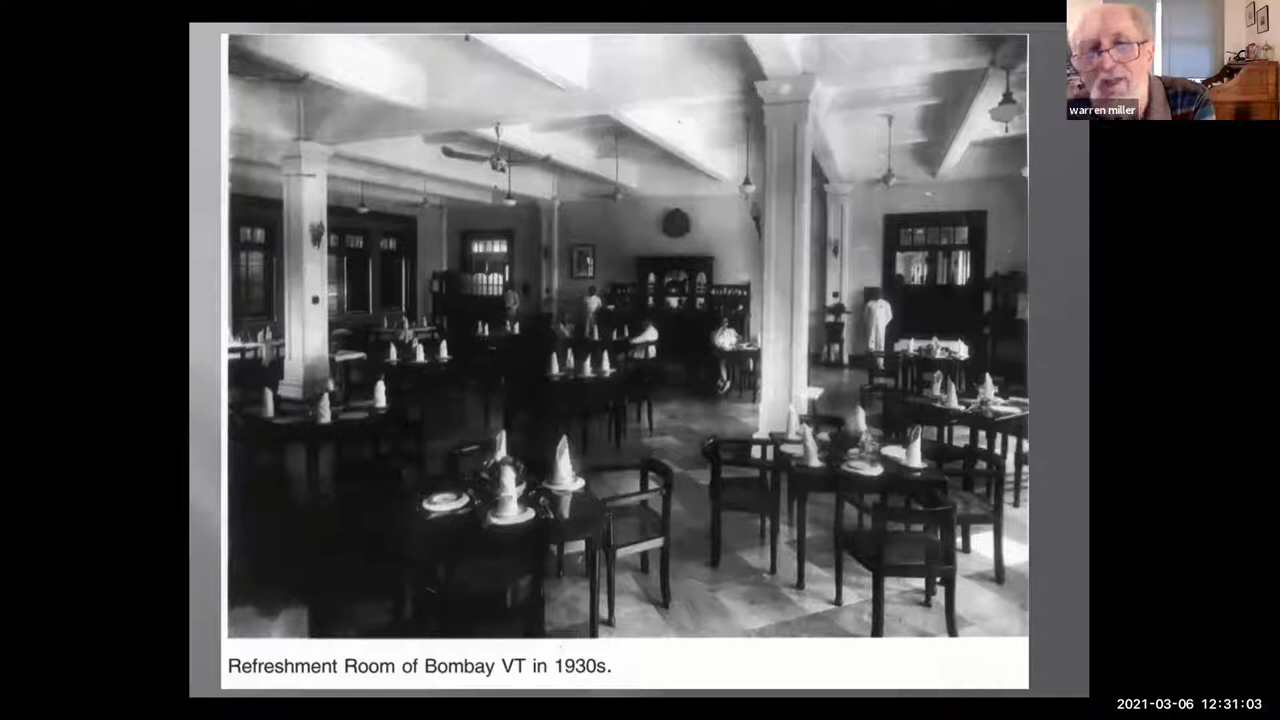 warren miller
Refreshment Room of Bombay VT in 1930s.
2021-03-06 12:31:03